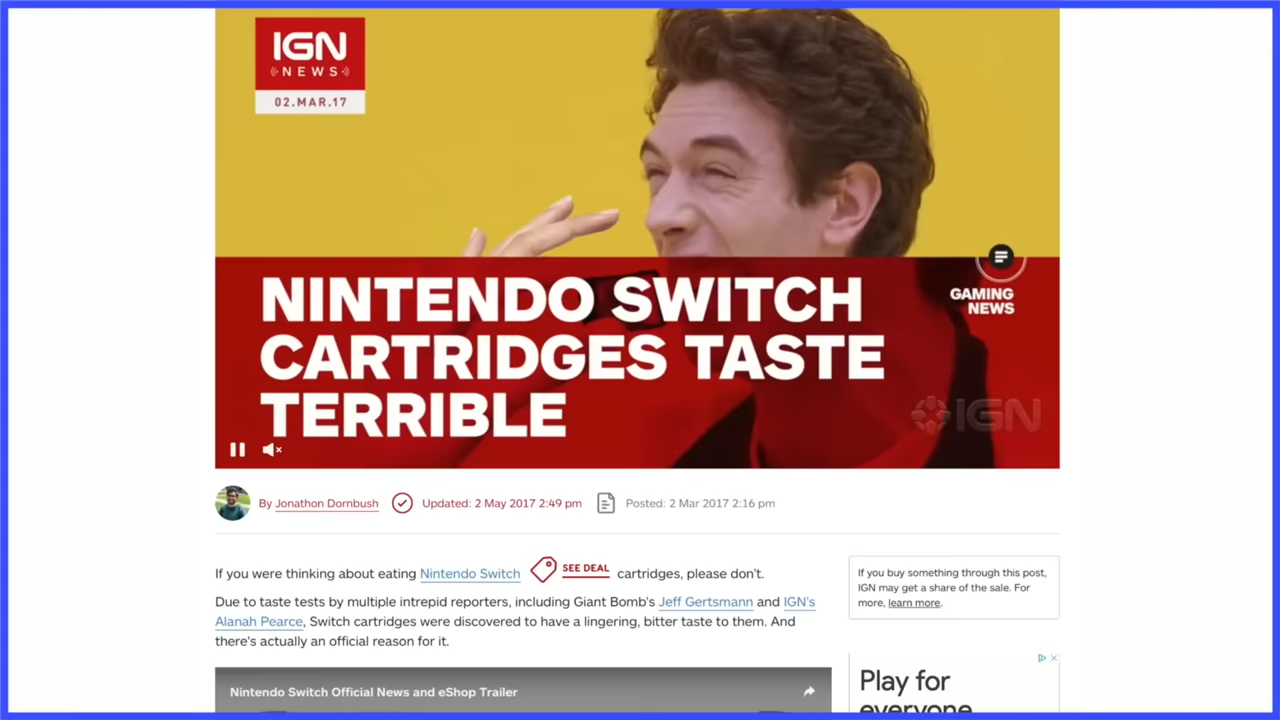 IGN
NEWS
02.MAR.17
GAMING
NEWS
NINTENDO SWITCH
CARTRIDGES TASTE
TERRIBLE
IGN
By Jonathon Dornbush
Updated: 2 May 2017 2:49 pm
Posted: 2 Mar 2017 2:16 pm
If you were thinking about eating Nintendo Switch SEE DEAL cartridges, please don't.
Due to taste tests by multiple intrepid reporters, including Giant Bomb's Jeff Gertsmann and IGN's
Alanah Pearce, Switch cartridges were discovered to have a lingering, bitter taste to them. And
there's actually an official reason for it.
Nintendo Switch Official News and eShop Trailer
If you buy something through this post,
IGN may get a share of the sale. For
more, learn more.
Play for
everyone